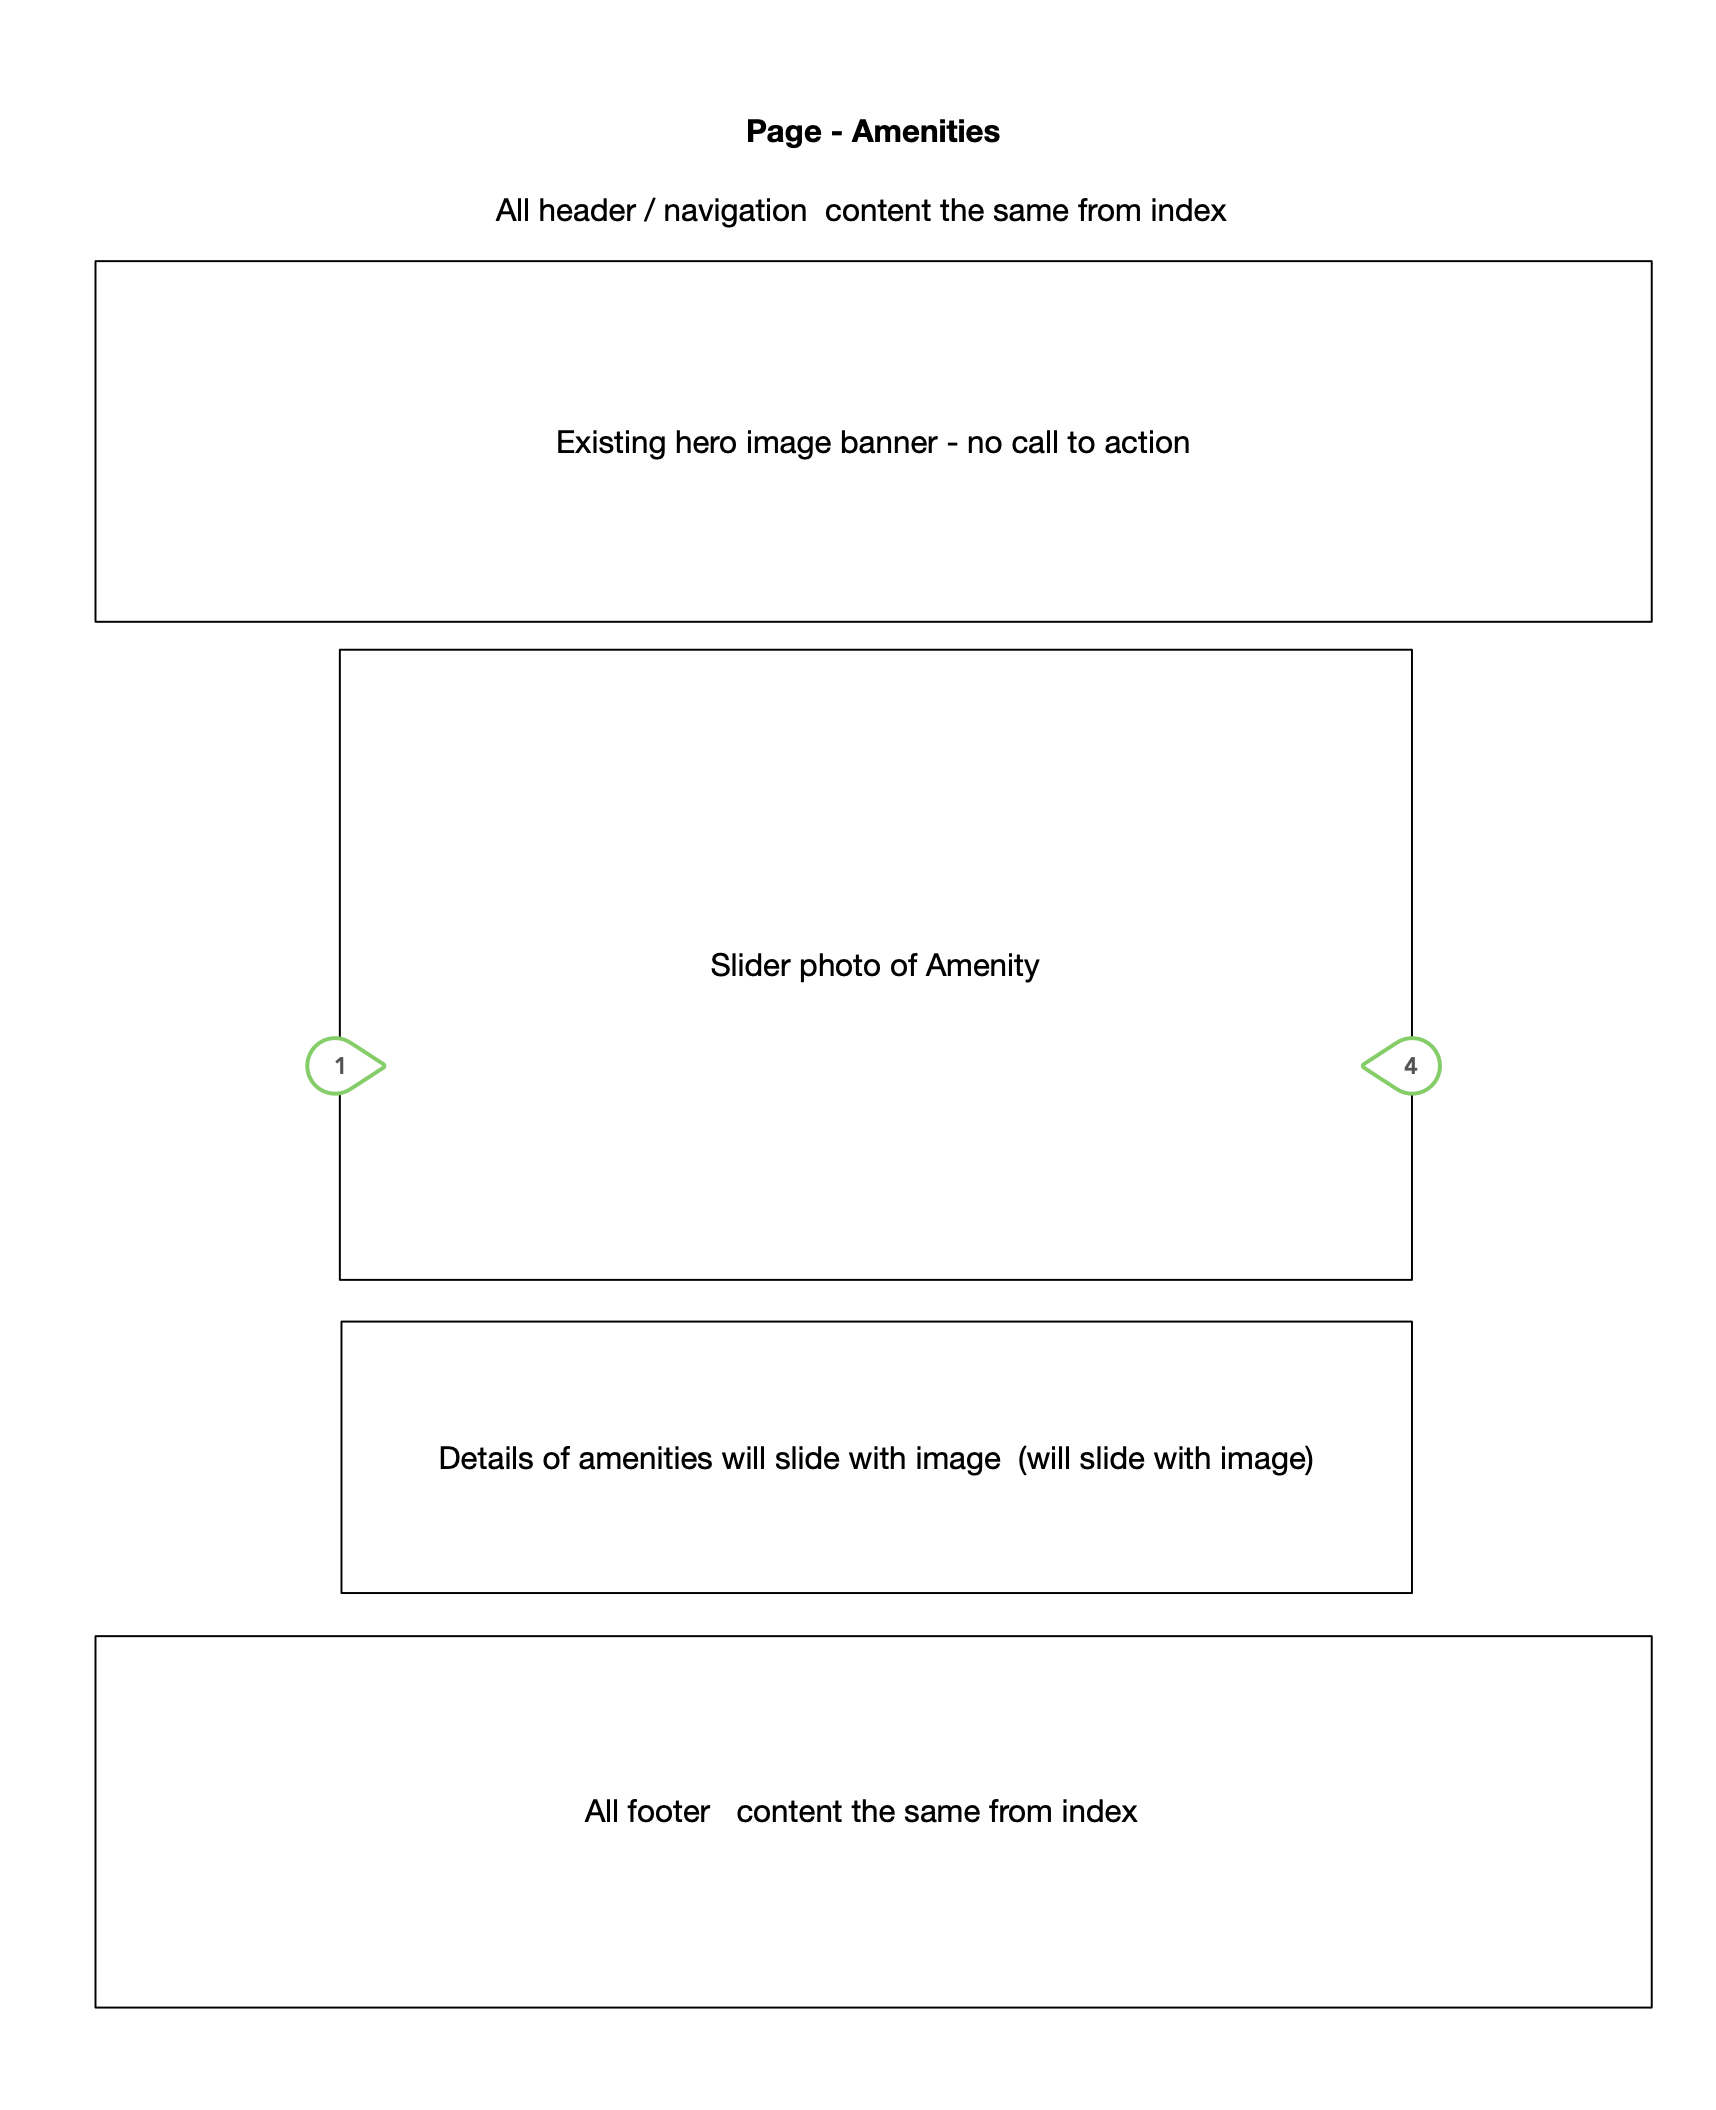 Page - Amenities
All header / navigation  content the same from index
Existing hero image banner - no call to action
Slider photo of Amenity
1
4
Details of amenities will slide with image  (will slide with image)
All footer   content the same from index